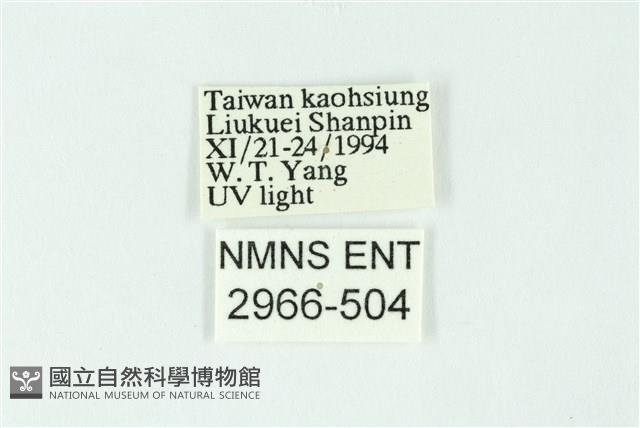 Taiwan kaohsiung
Liukuei Shanpin
XI/21-24/1994
W. T. Yang
UV light
NMNS ENT
2966-504
國立自然科學博物館
NATIONAL MUSEUM OF NATURAL SCIENCE